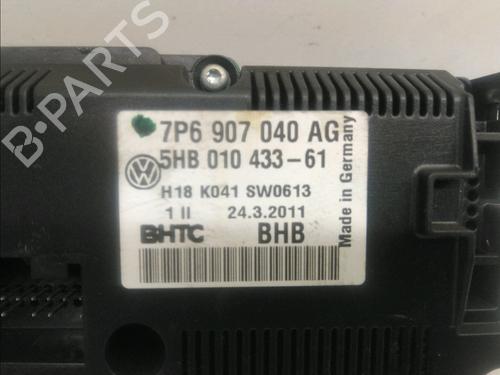 7P6 907 040 AG
5HB 010 433-61
H18 K041 SW0613
1 II 24.3.2011
BHTC BHB
Made in Germany
B-PARTS